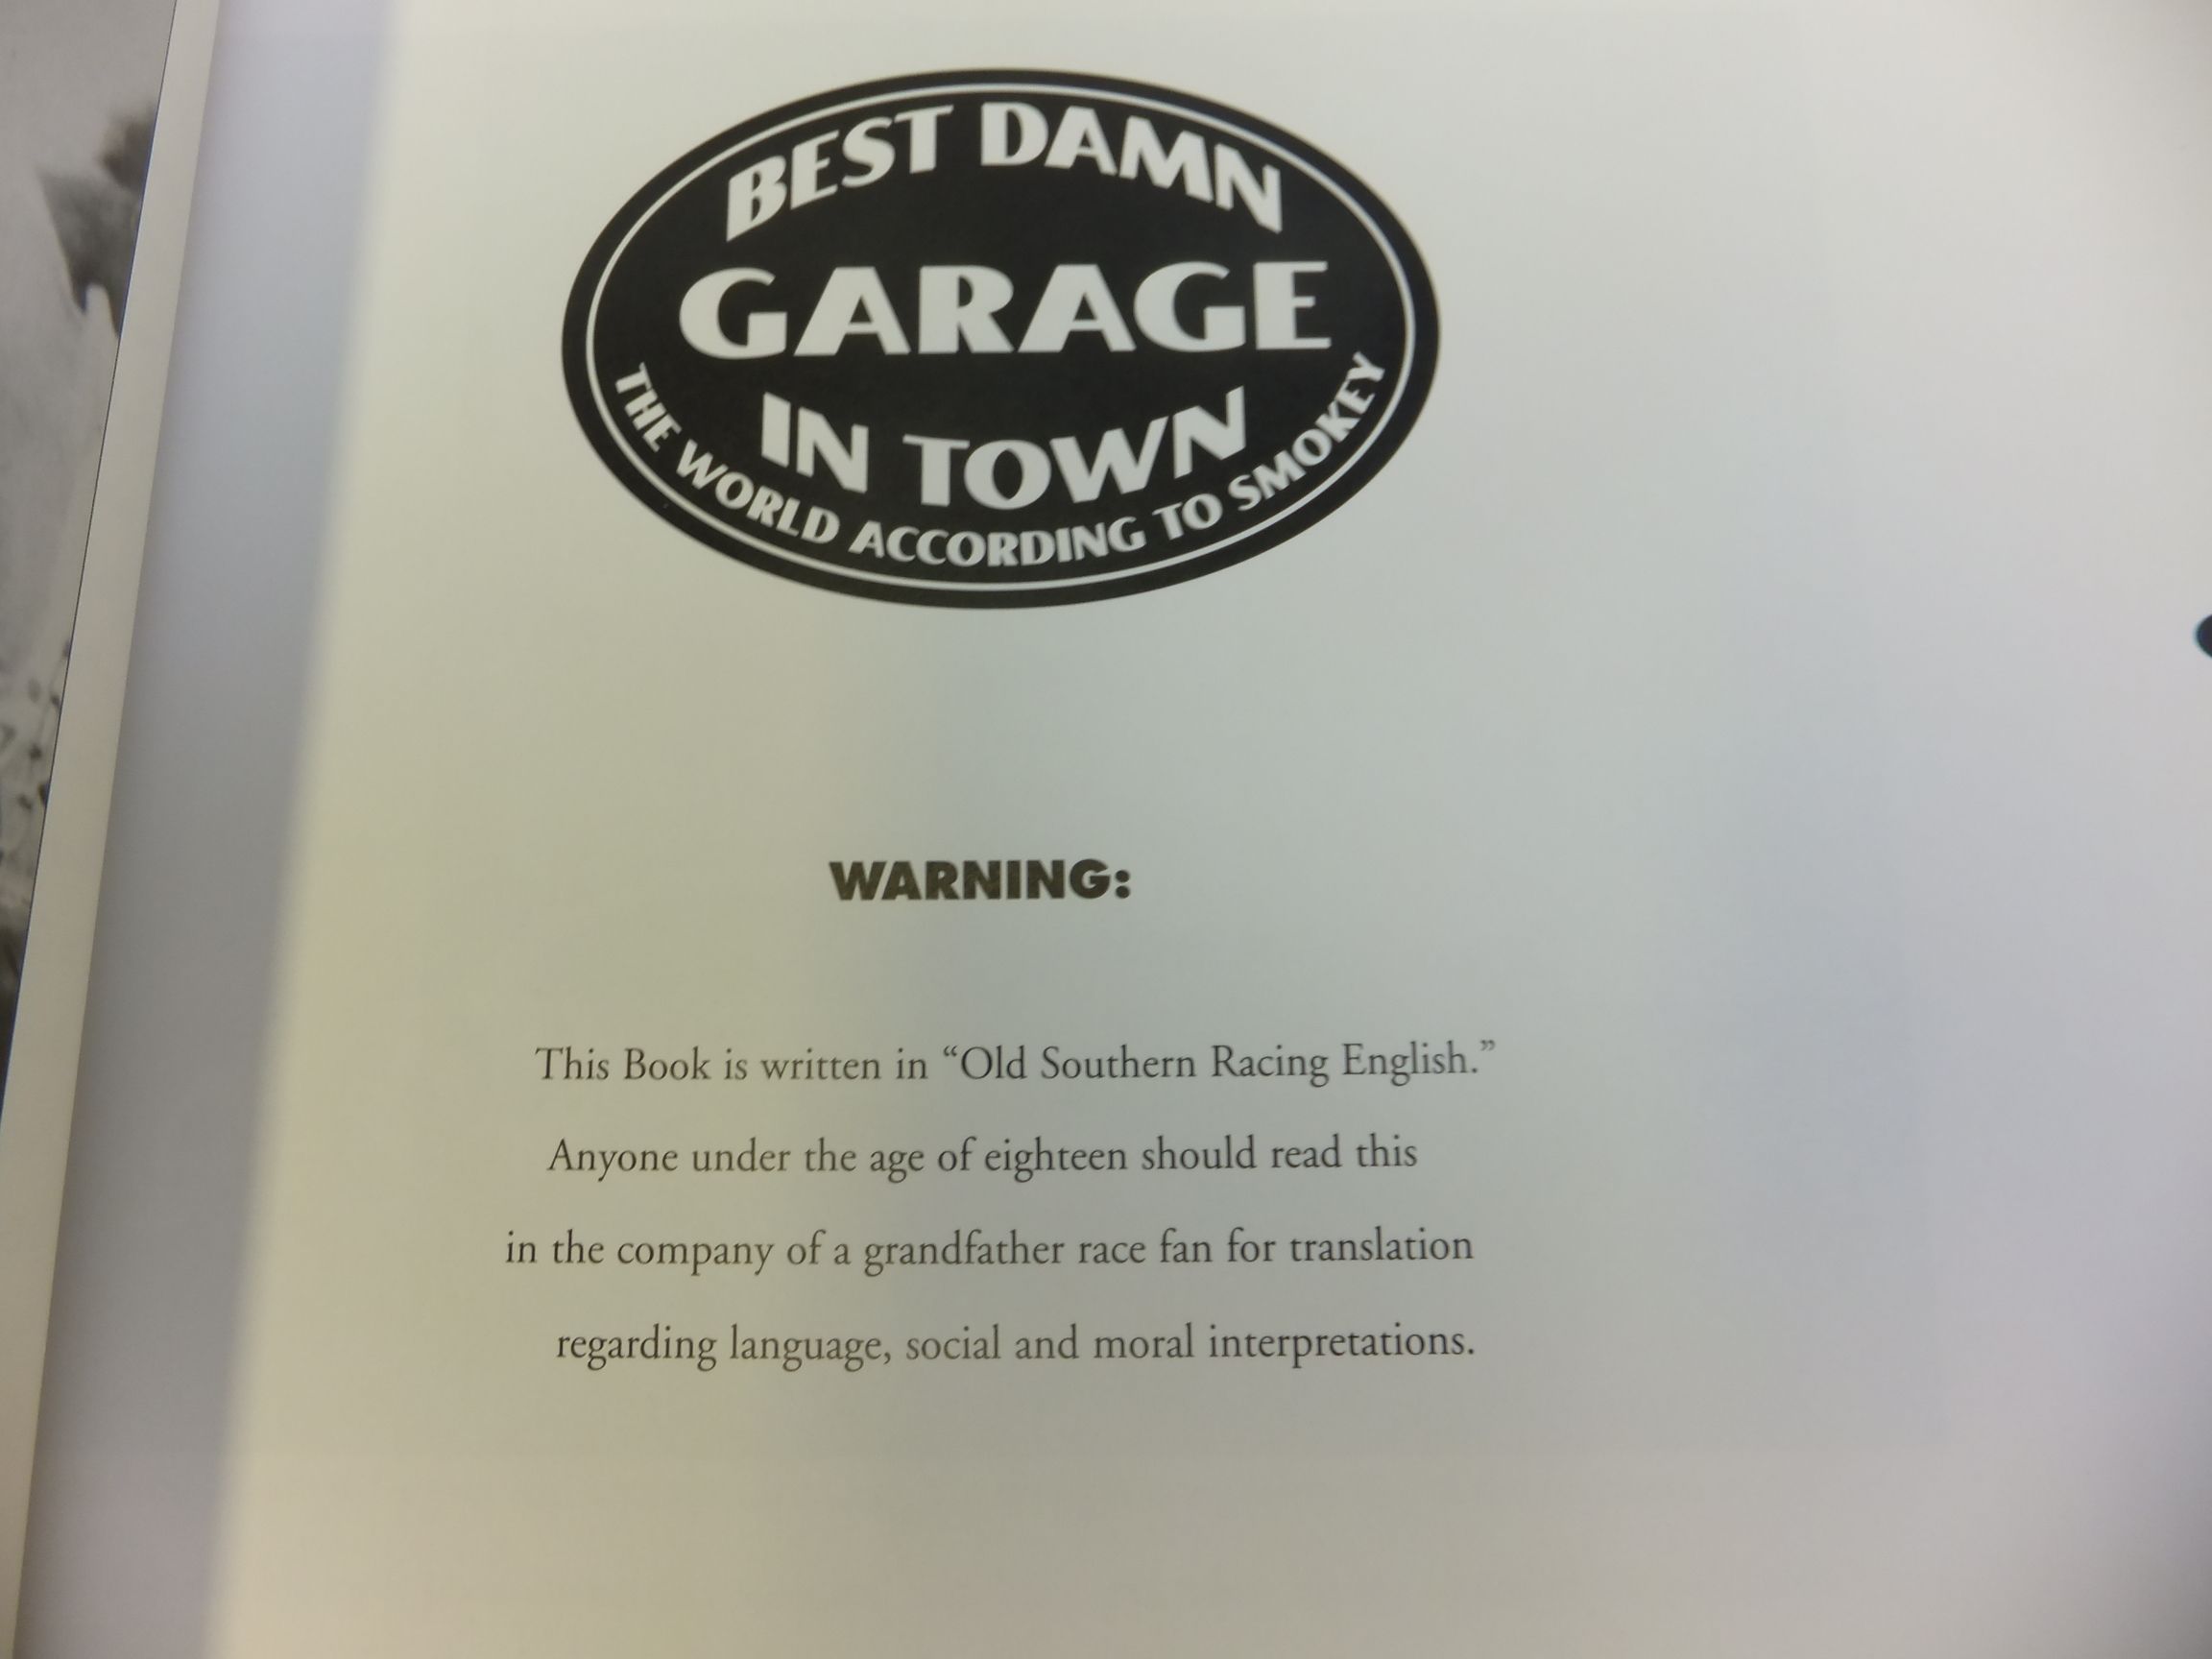 BEST DAMN
GARAGE
IN TOWN
THE WORLD ACCORDING TO SMOKEY
WARNING:
This Book is written in “Old Southern Racing English.”
Anyone under the age of eighteen should read this
in the company of a grandfather race fan for translation
regarding language, social and moral interpretations.